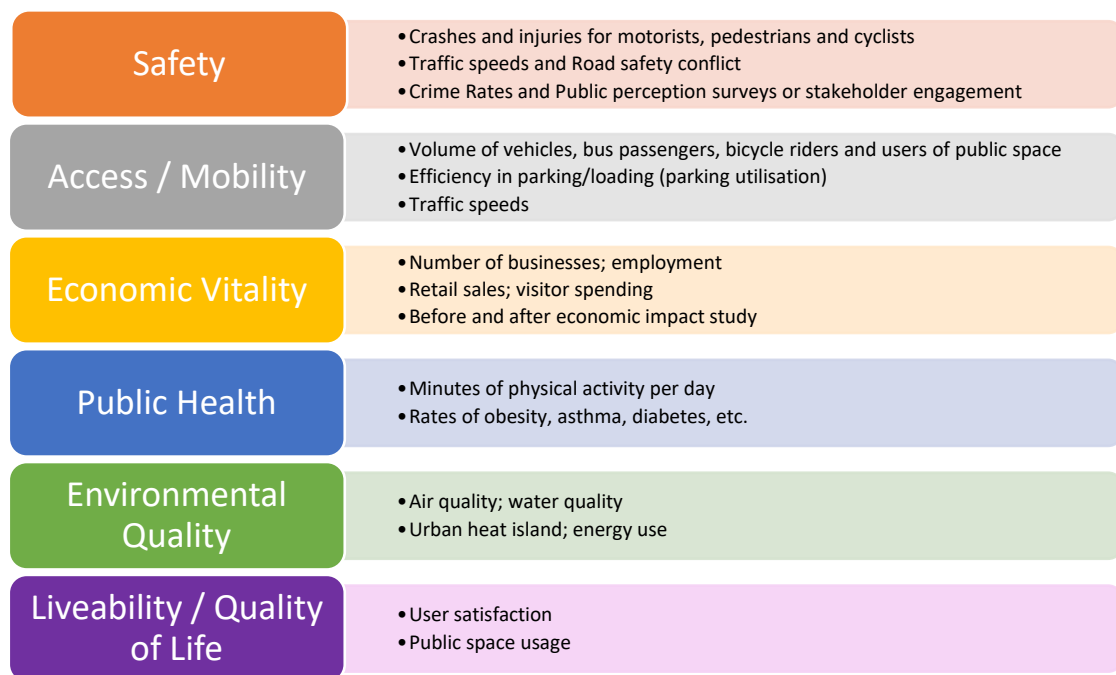 Safety
•Crashes and injuries for motorists, pedestrians and cyclists
•Traffic speeds and Road safety conflict
•Crime Rates and Public perception surveys or stakeholder engagement
Access / Mobility
•Volume of vehicles, bus passengers, bicycle riders and users of public space
•Efficiency in parking/loading (parking utilisation)
•Traffic speeds
Economic Vitality
•Number of businesses; employment
•Retail sales; visitor spending
•Before and after economic impact study
Public Health
•Minutes of physical activity per day
•Rates of obesity, asthma, diabetes, etc.
Environmental
Quality
•Air quality; water quality
•Urban heat island; energy use
Liveability / Quality
of Life
•User satisfaction
•Public space usage